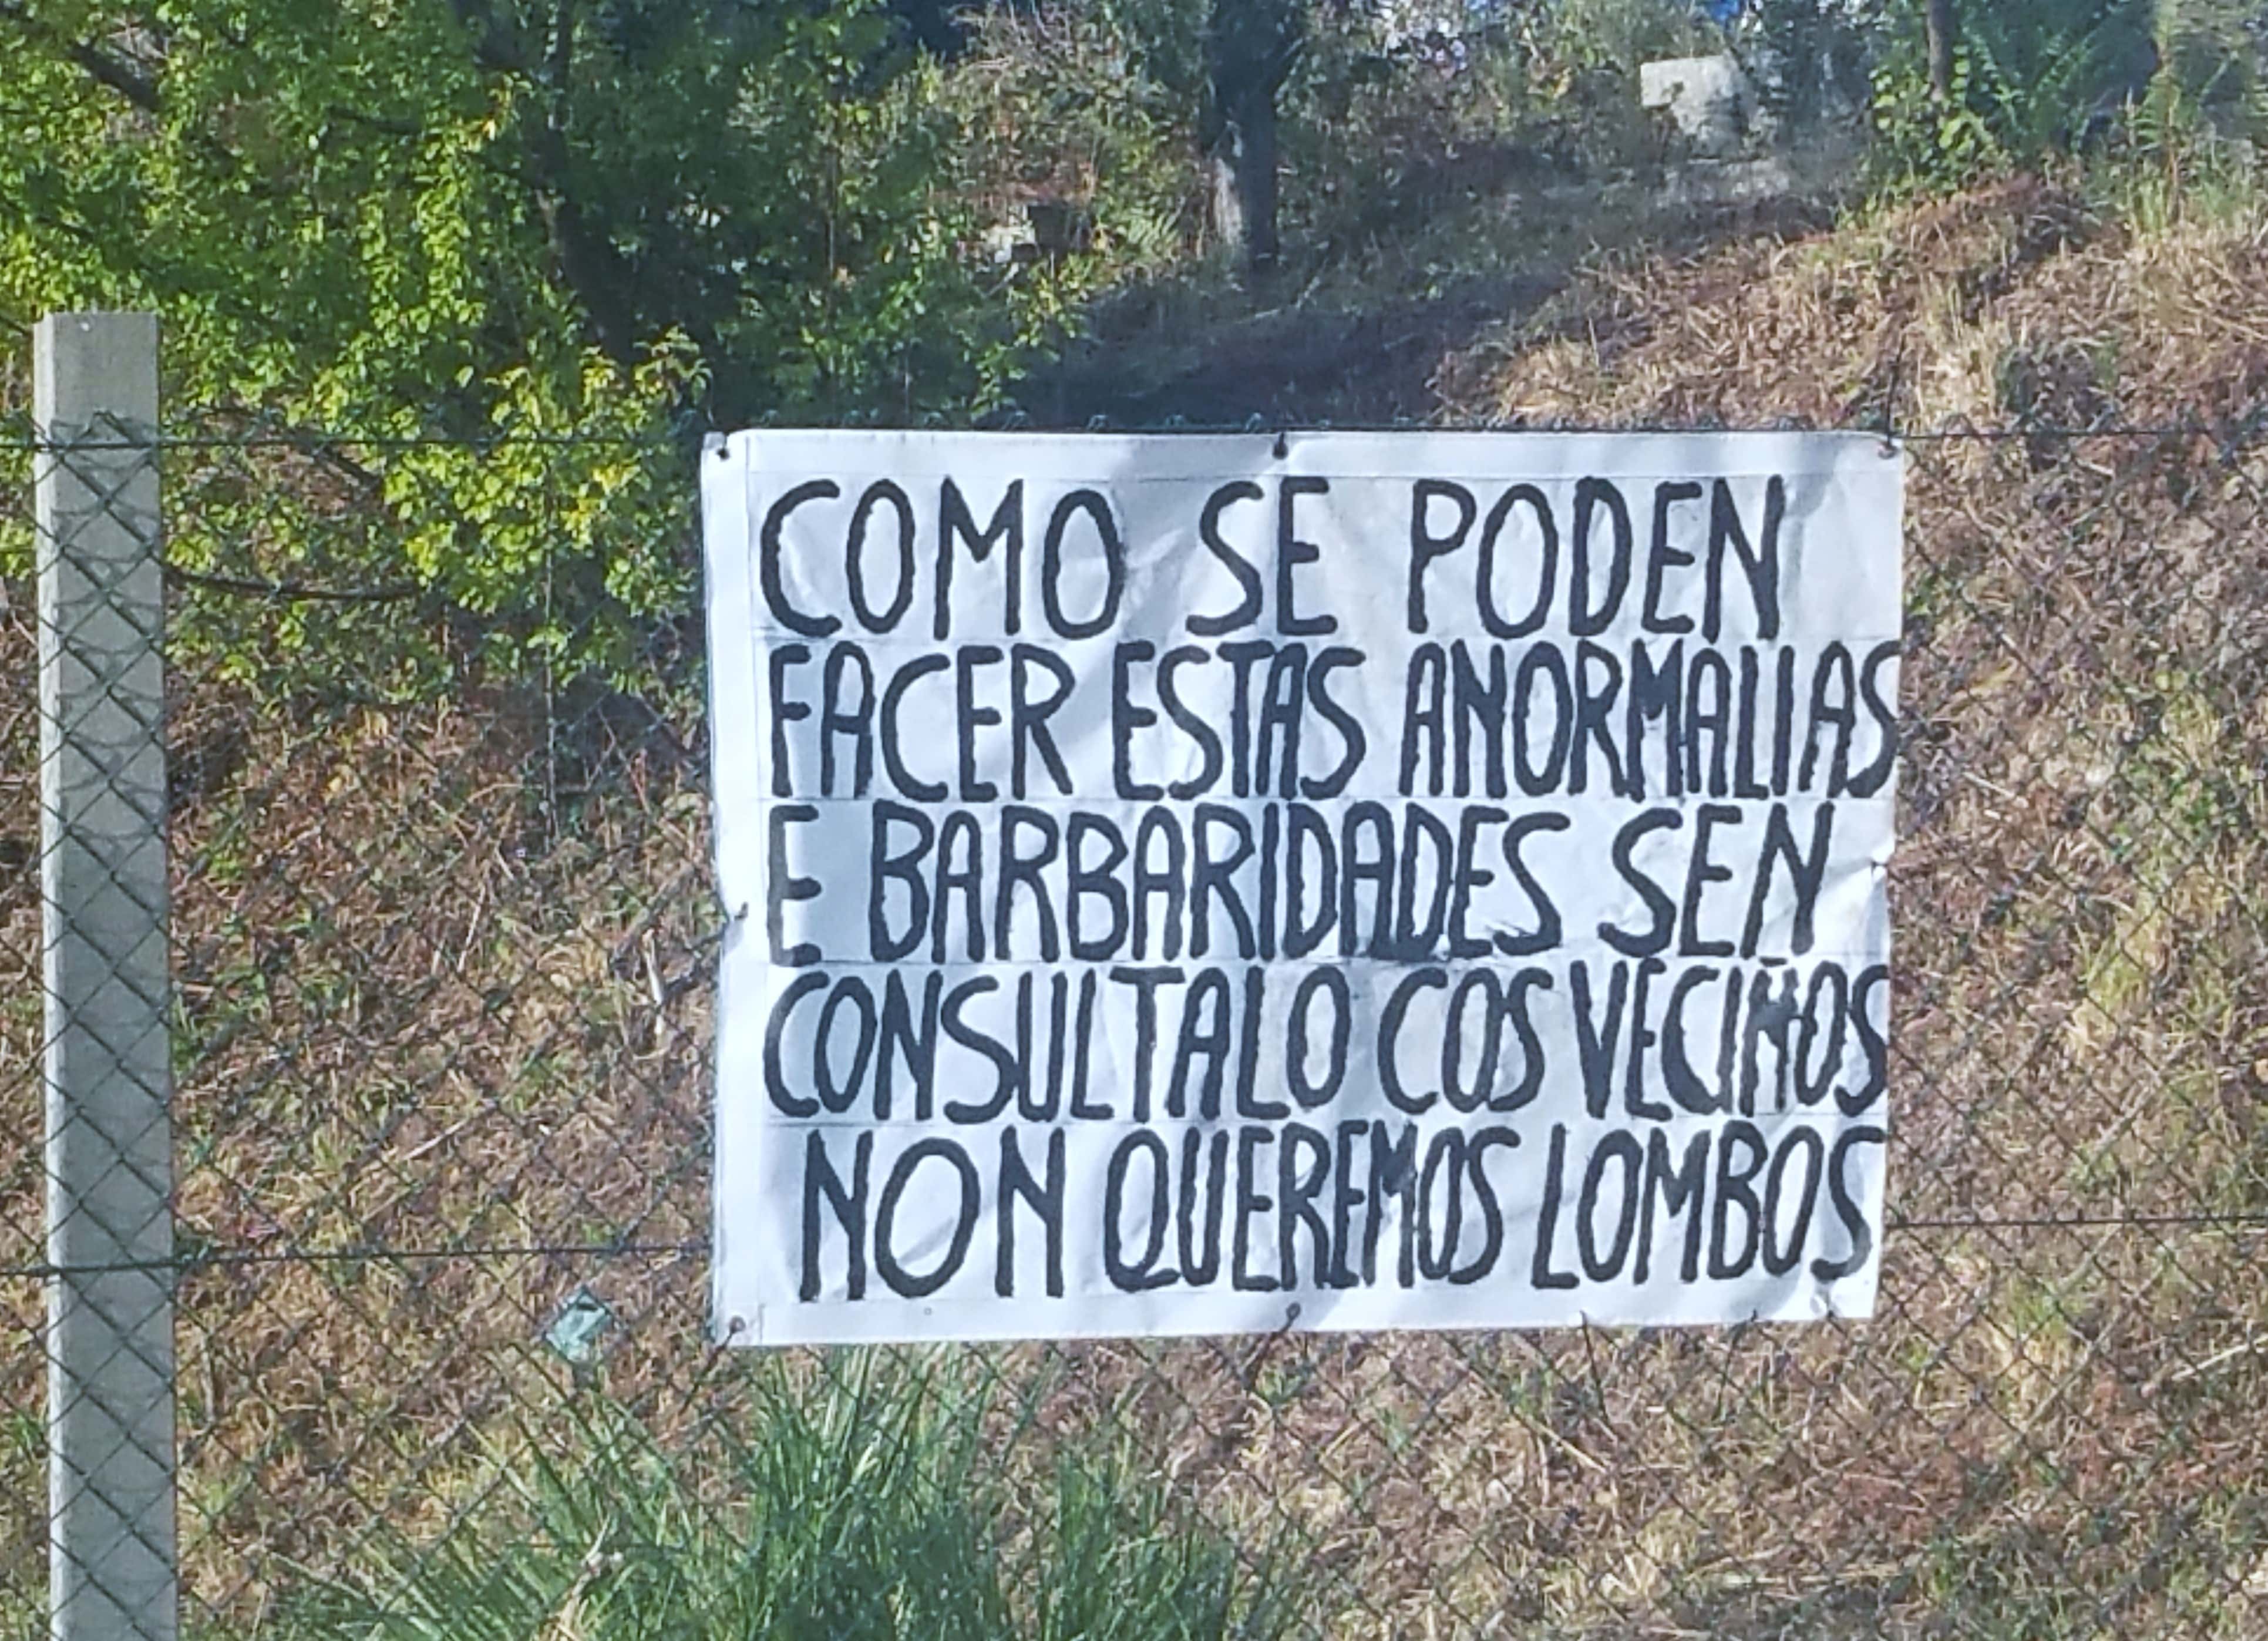 COMO SE PODEN
FACER ESTAS ANORMALIAS
E BARBARIDADES SEN
CONSULTALO COS VECIÑOS
NON QUEREMOS LOMBOS